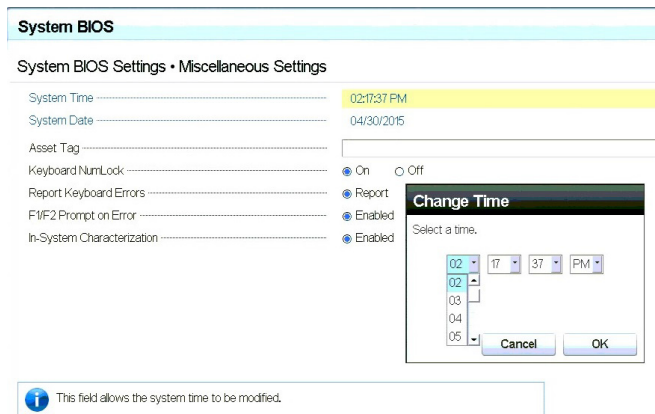 System BIOS
System BIOS Settings • Miscellaneous Settings
System Time 02:17:37 PM
System Date 04/30/2015
Asset Tag
Keyboard NumLock On Off
Report Keyboard Errors Report
F1/F2 Prompt on Error Enabled
In-System Characterization Enabled
Change Time
Select a time.
02 17 37 PM
02
03
04
05
Cancel OK
This field allows the system time to be modified.